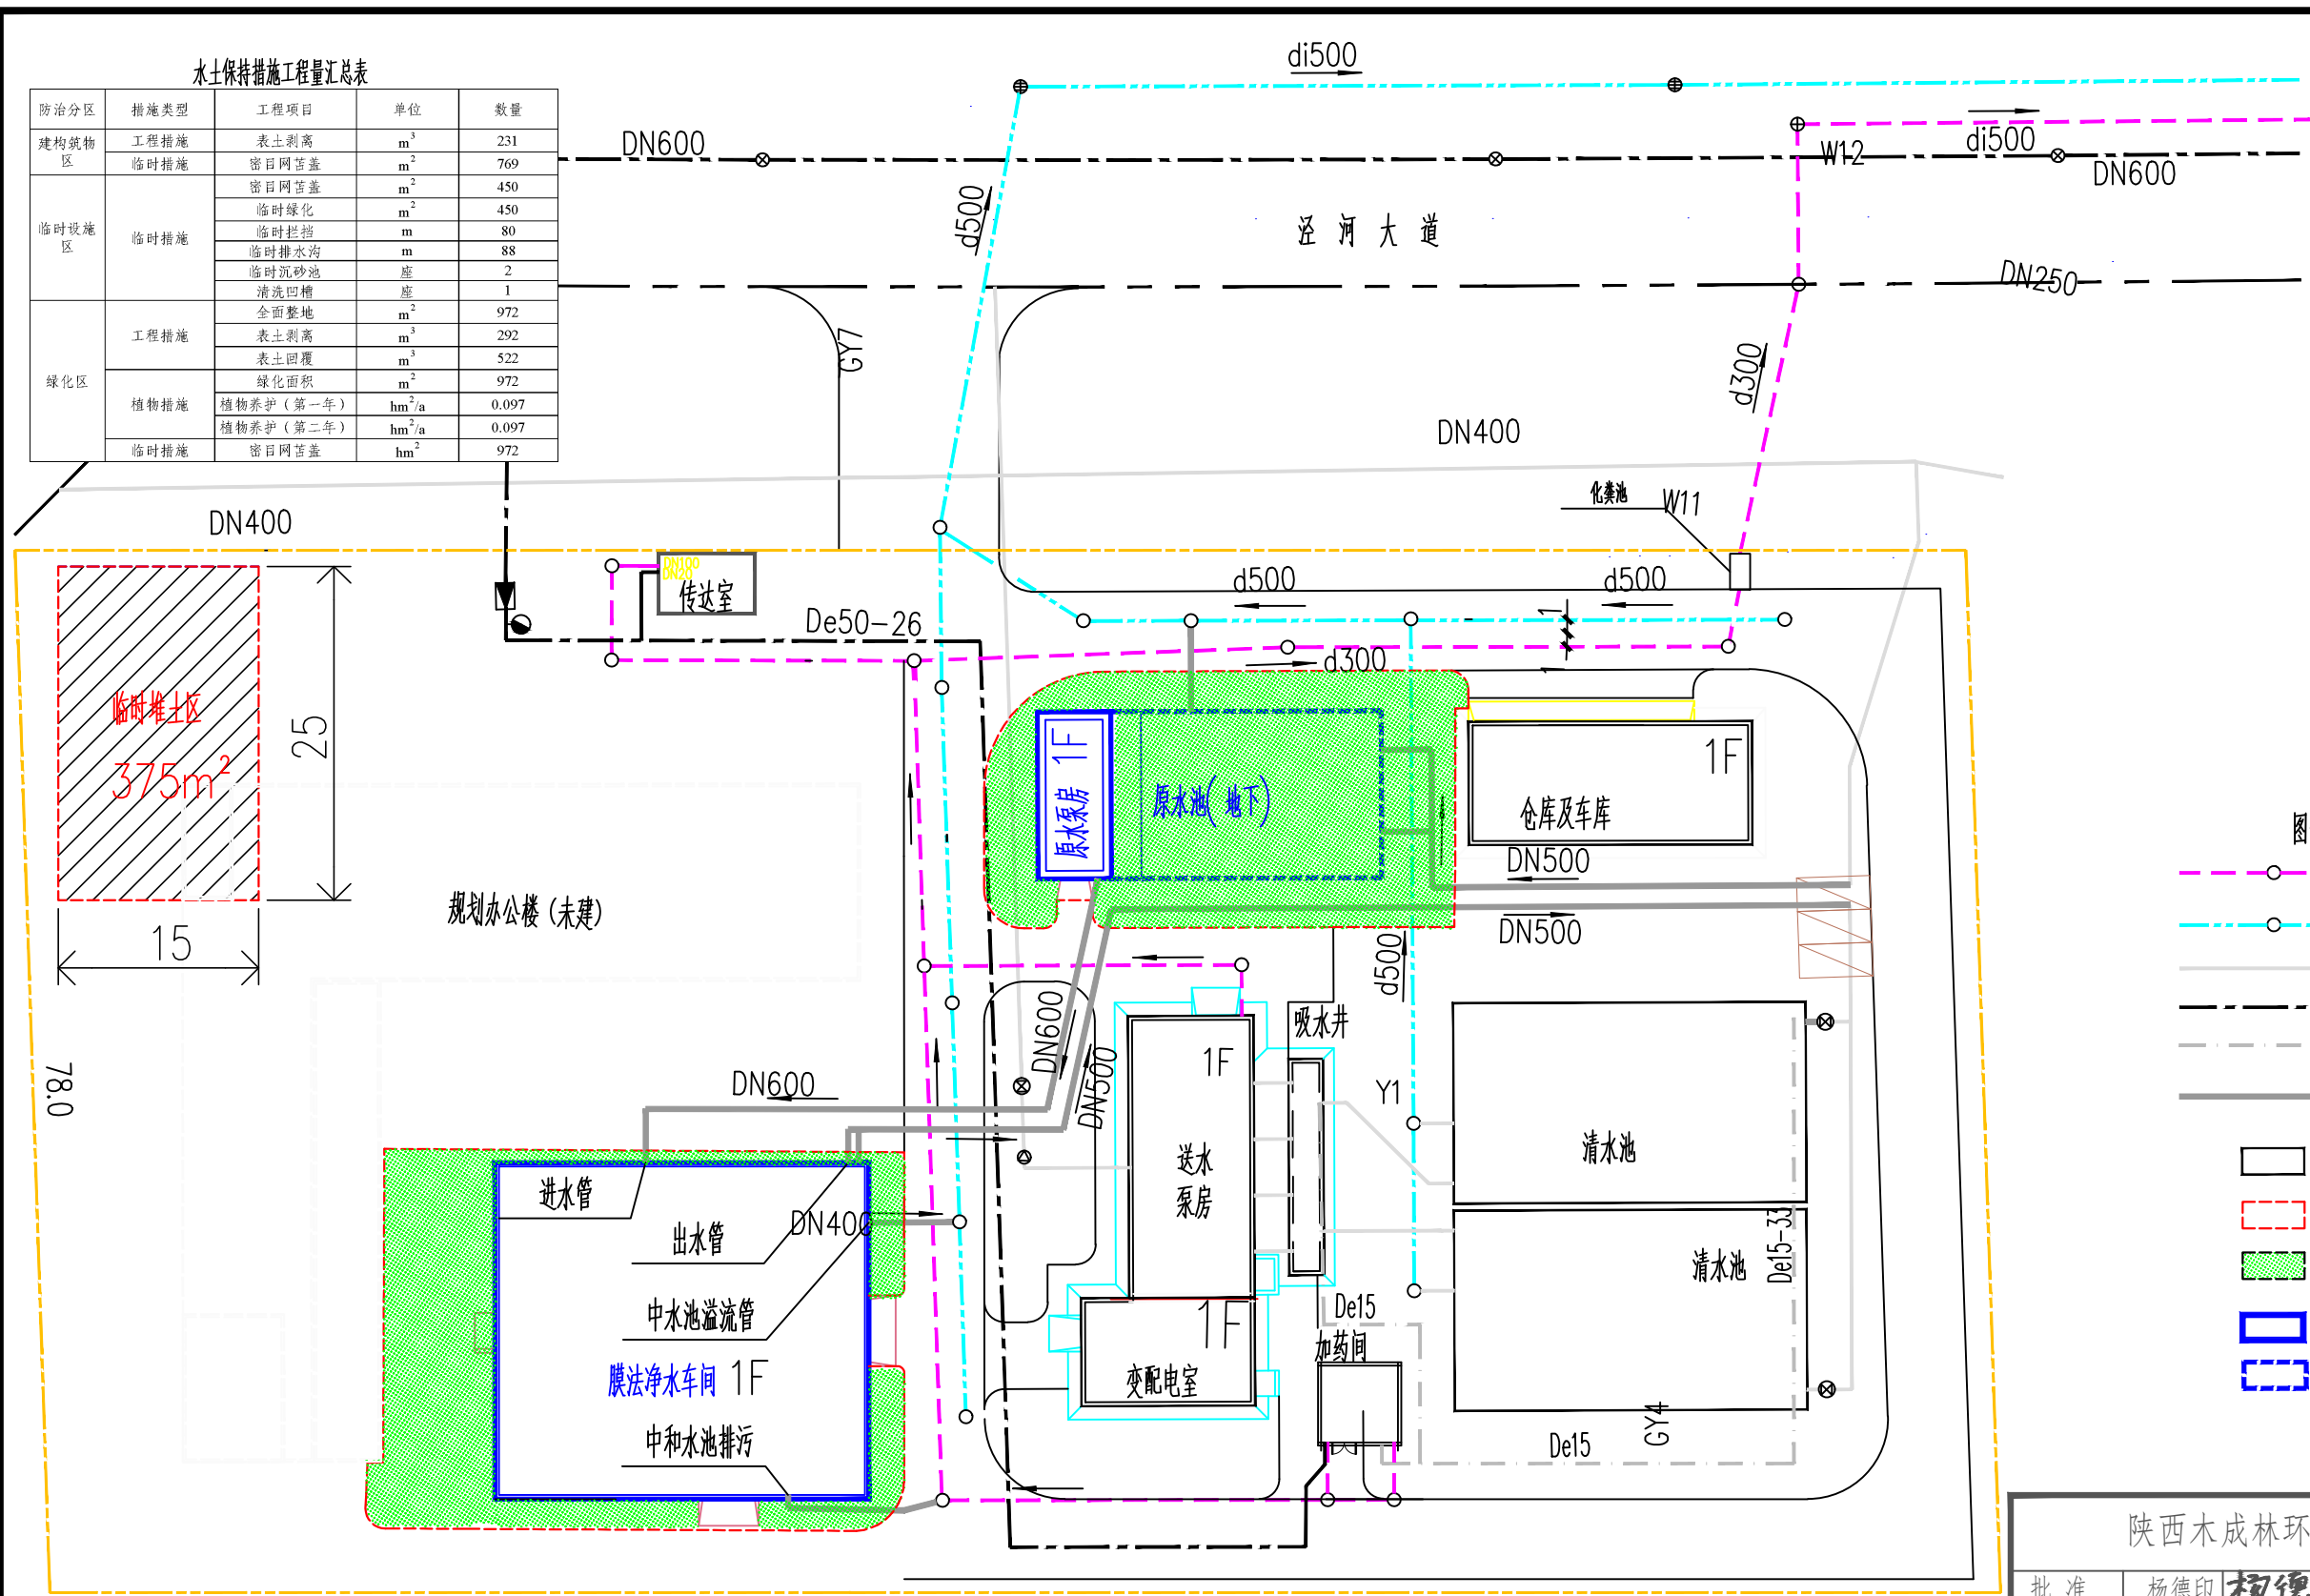 水土保持措施工程量汇总表
防治分区 措施类型 工程项目 单位 数量
建构筑物区 工程措施 表土剥离 m³ 231
临时措施 密目网苫盖 m² 769
临时设施区 临时措施 密目网苫盖 m² 450
临时绿化 m² 450
临时拦挡 m 80
临时排水沟 m 88
临时沉砂池 座 2
清洗凹槽 座 1
绿化区 工程措施 全面整地 m² 972
表土剥离 m³ 292
表土回覆 m³ 522
植物措施 绿化面积 m² 972
植物养护（第一年） hm²/a 0.097
植物养护（第二年） hm²/a 0.097
临时措施 密目网苫盖 hm² 972
di500
DN600
W12
di500
DN600
d500
泾河大道
DN250
GY7
d300
DN400
化粪池
W11
DN400
DN100
DN20
传达室
d500
d500
De50-26
1
d300
临时堆土区
375m²
25
15
原水泵房 1F
原水池(地下)
1F
仓库及车库
DN500
DN500
规划办公楼(未建)
d500
图
吸水井
DN600
DN500
1F
78.0
DN600
Y1
清水池
送水
泵房
进水管
DN400
出水管
清水池
De15-33
中水池溢流管
De15
1F
加药间
膜法净水车间 1F
变配电室
中和水池排污
De15
GY4
陕西木成林环
批准 杨德印